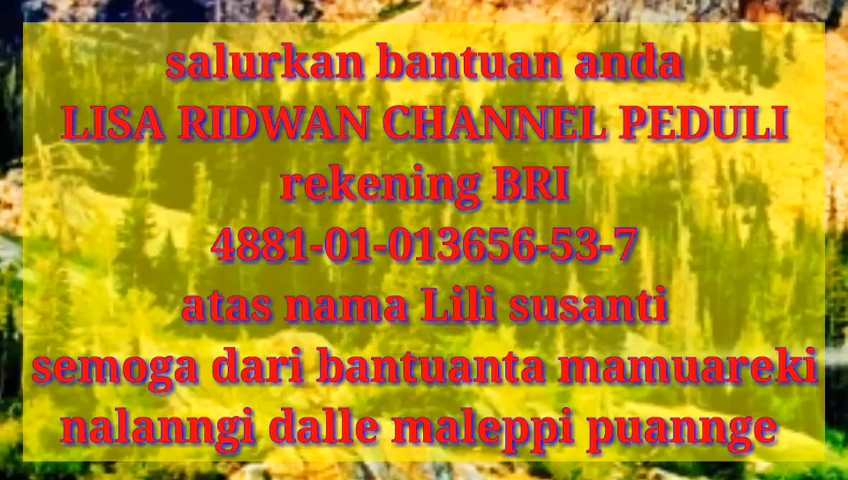 salurkan bantuan anda
LISA RIDWAN CHANNEL PEDULI
rekening BRI
4881-01-013656-53-7
atas nama Lili susanti
semoga dari bantuanta mamuareki
nalanngi dalle maleppi puannge